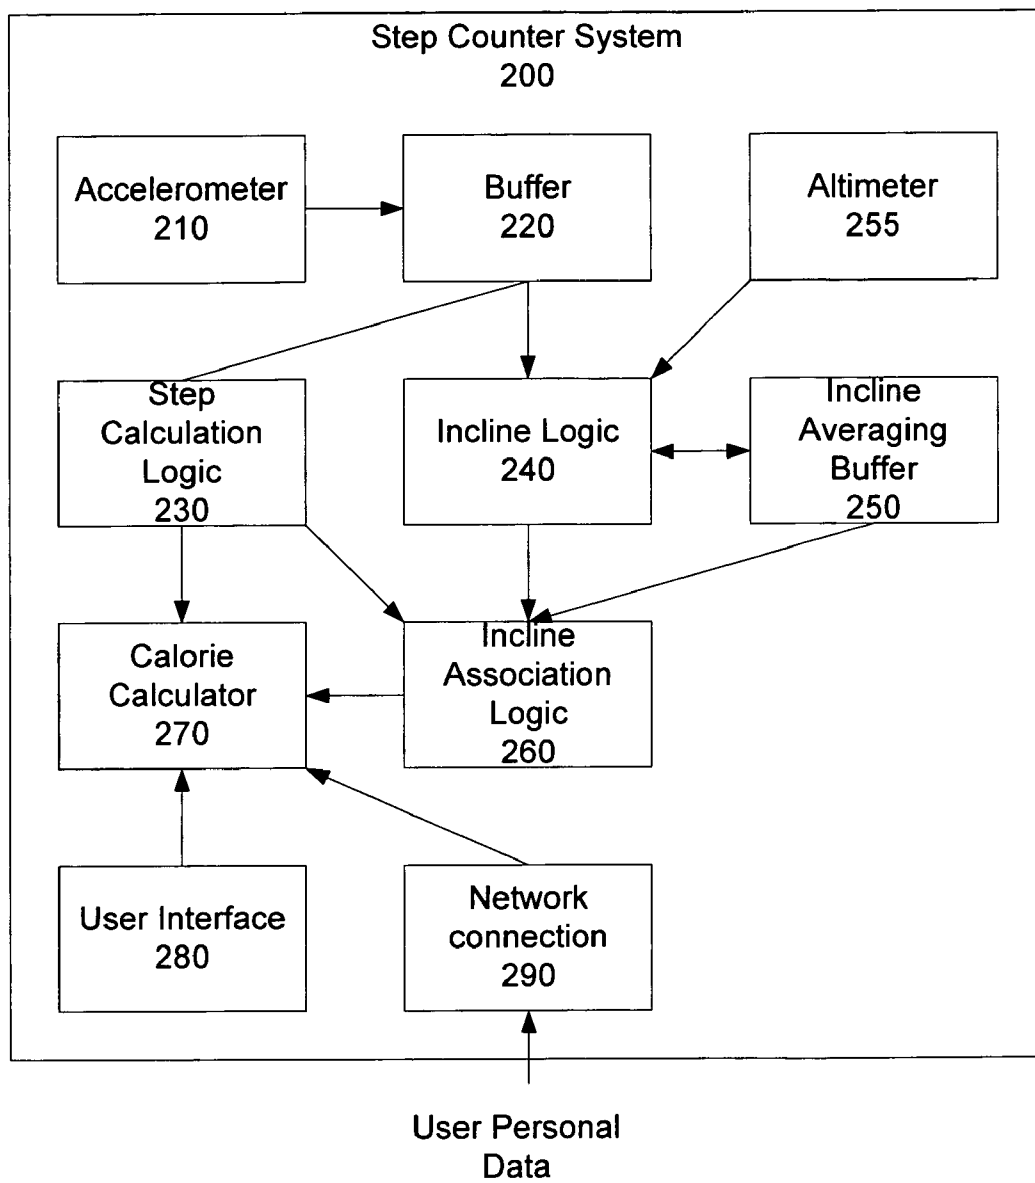 Step Counter System
200
Accelerometer
210
Buffer
220
Altimeter
255
Step
Calculation
Logic
230
Incline Logic
240
Incline
Averaging
Buffer
250
Calorie
Calculator
270
Incline
Association
Logic
260
User Interface
280
Network
connection
290
User Personal
Data